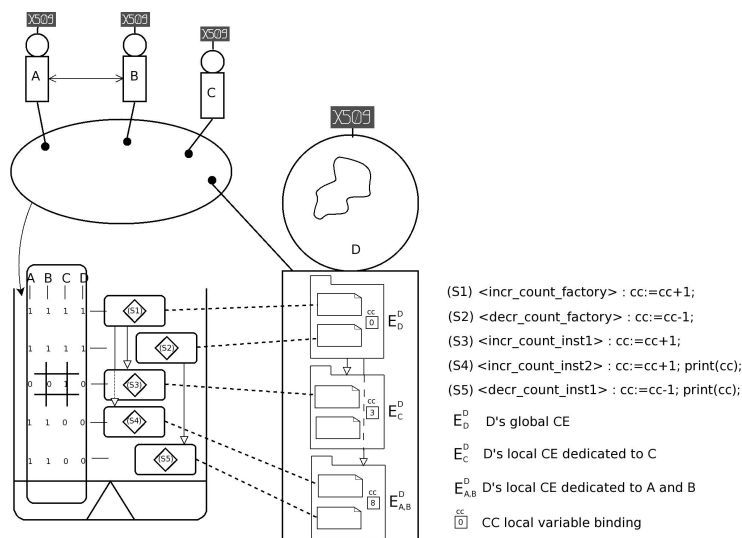 X509
X509
X509
A
B
C
X509
D
A B C D
1 1 1 1
(S1)
1 1 1 1
(S2)
0 0 1 0
(S3)
1 1 0 0
(S4)
1 1 0 0
(S5)
cc
0
E D D
cc
3
E D C
cc
8
E D A,B
(S1) <incr_count_factory> : cc:=cc+1;
(S2) <decr_count_factory> : cc:=cc-1;
(S3) <incr_count_inst1> : cc:=cc+1;
(S4) <incr_count_inst2> : cc:=cc+1; print(cc);
(S5) <decr_count_inst1> : cc:=cc-1; print(cc);
E D D D's global CE
E D C D's local CE dedicated to C
E D A,B D's local CE dedicated to A and B
cc
0 CC local variable binding